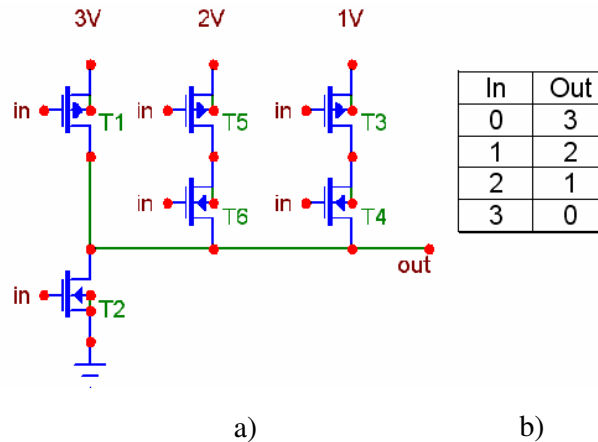 3V 2V 1V
in T1 in T5 in T3
in T6 in T4
out
in T2
In Out
0 3
1 2
2 1
3 0
a) b)